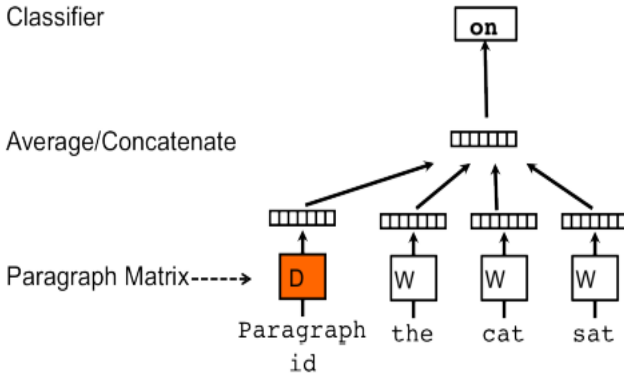 Classifier
on
Average/Concatenate
Paragraph Matrix
D
W
W
W
Paragraph
id
the
cat
sat